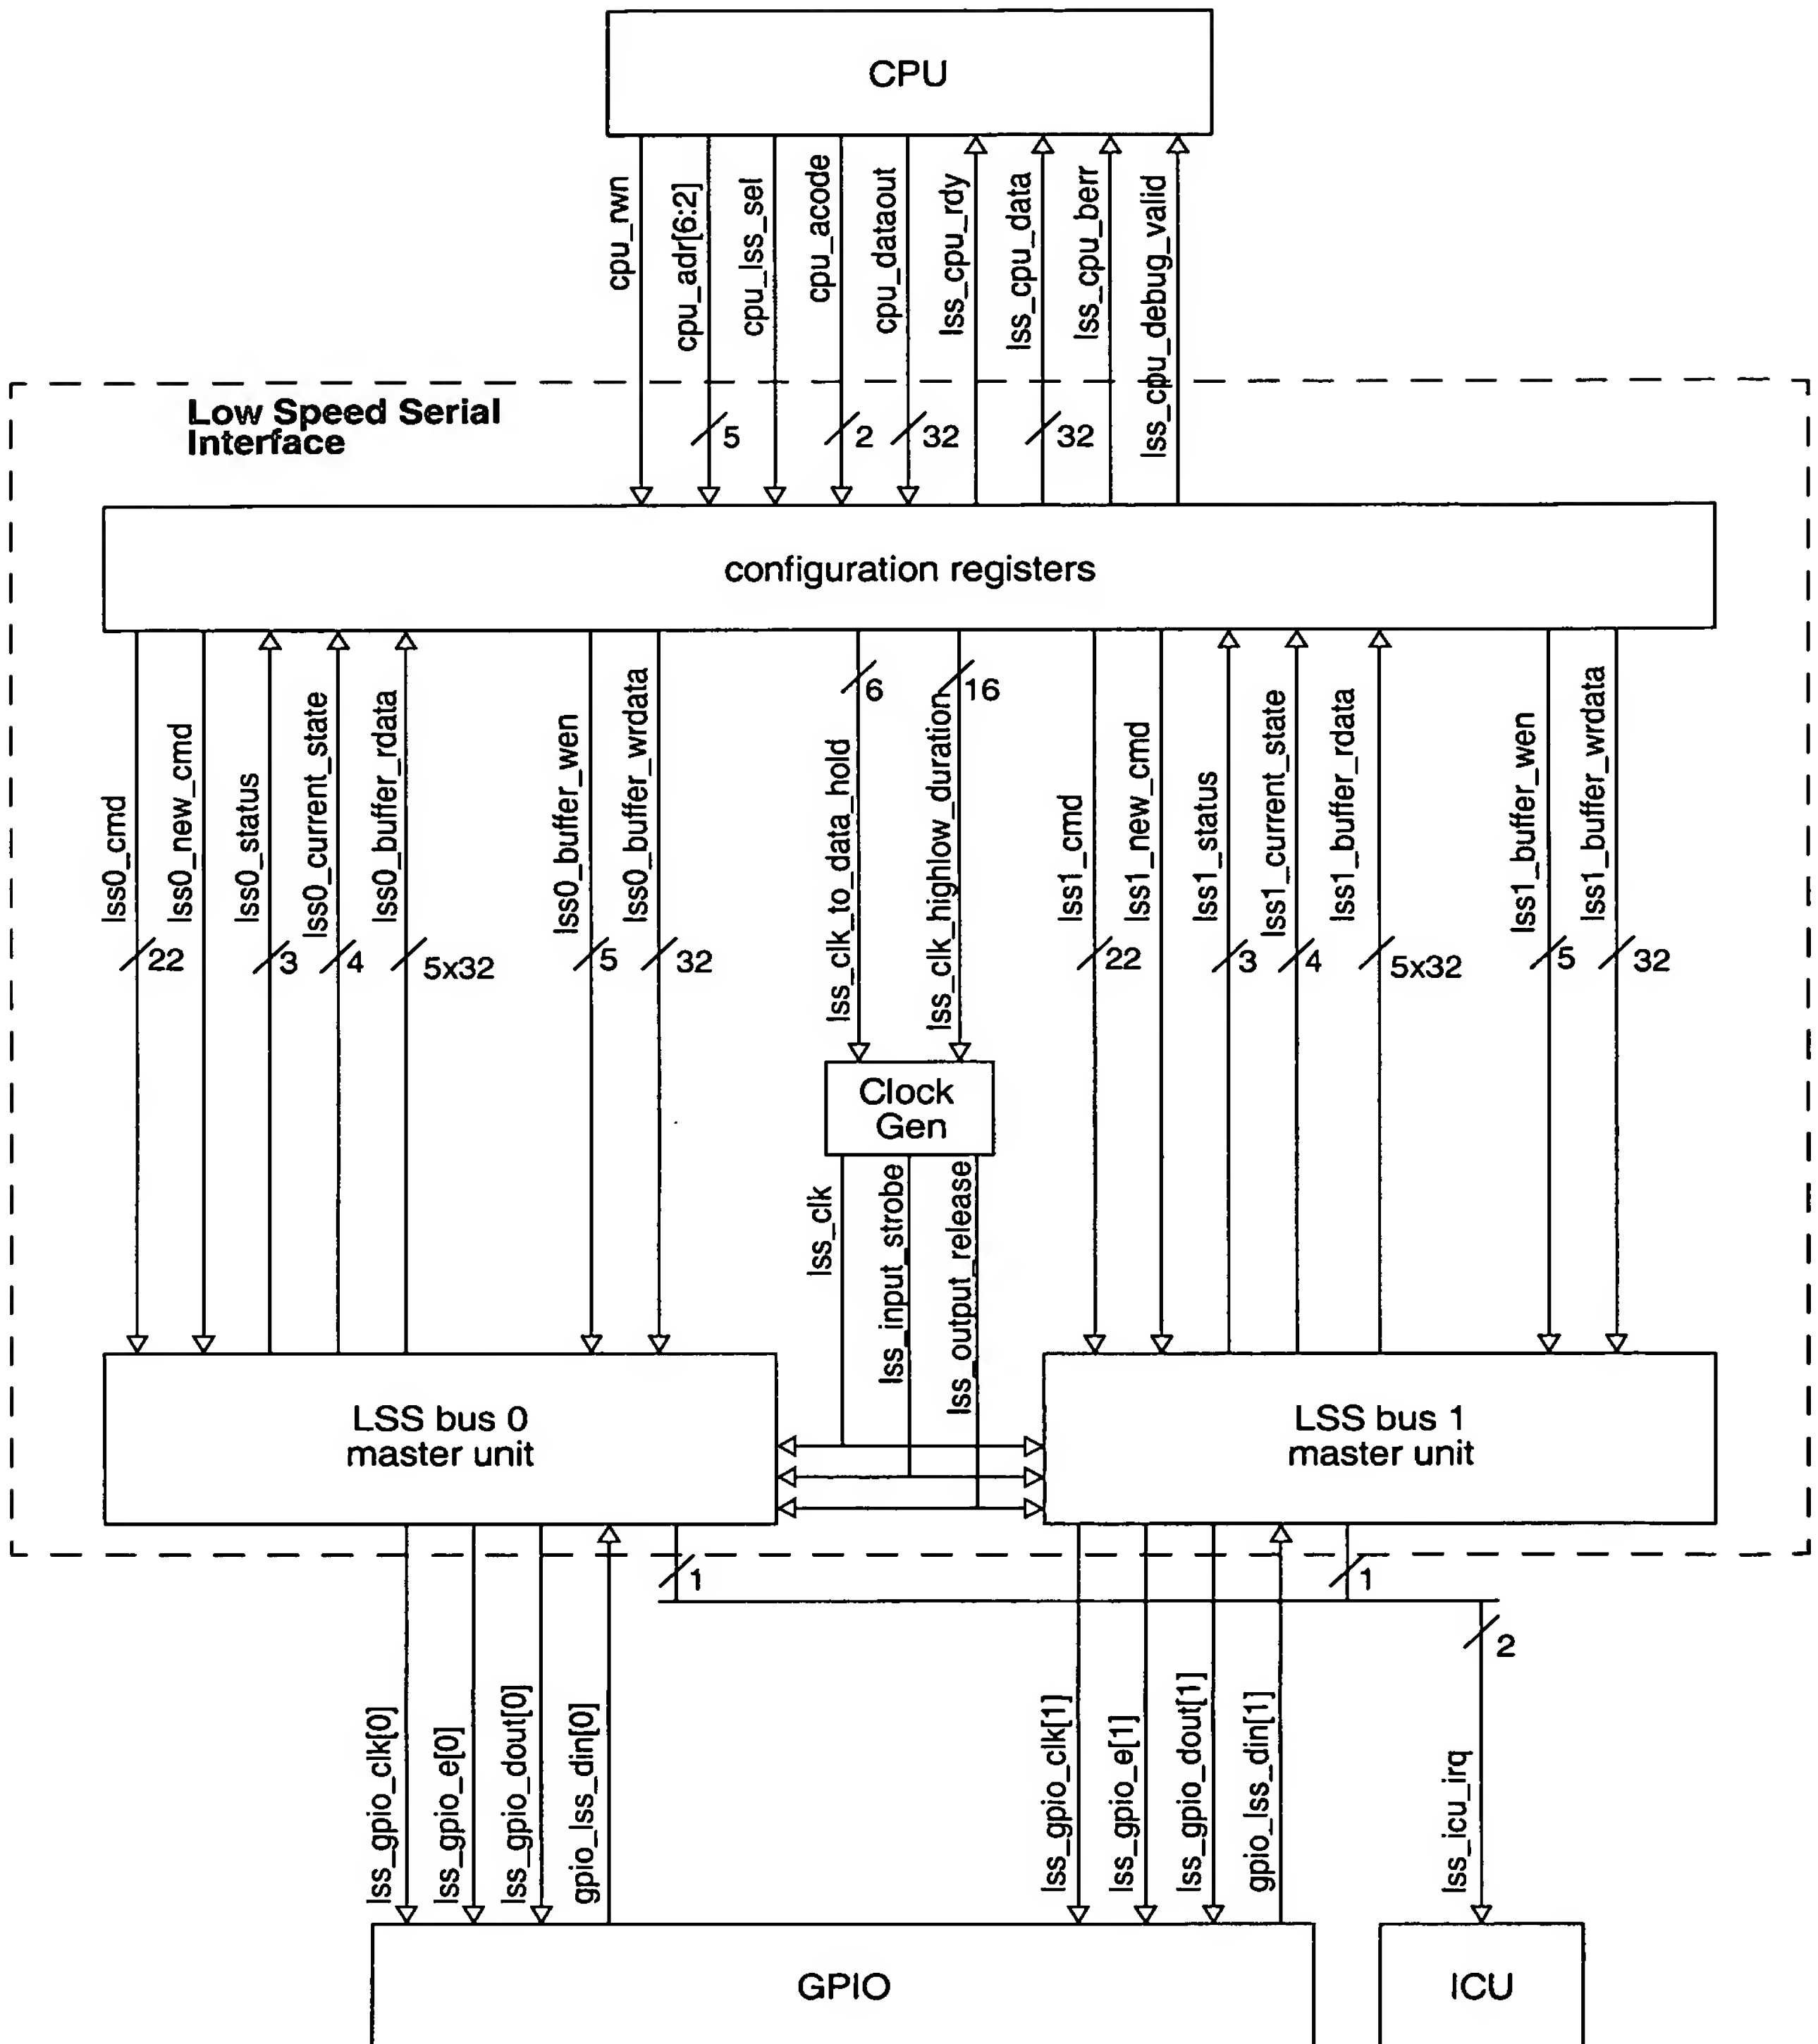 CPU
cpu_rwn
cpu_adr[6:2]
cpu_lss_sel
cpu_acode
cpu_dataout
lss_cpu_rdy
lss_cpu_data
lss_cpu_berr
lss_cpu_debug_valid
Low Speed Serial
Interface
5
2
32
32
configuration registers
6
16
lss0_cmd
lss0_new_cmd
lss0_status
lss0_current_state
lss0_buffer_rdata
lss0_buffer_wen
lss0_buffer_wrdata
lss_clk_to_data_hold
lss_clk_highlow_duration
lss1_cmd
lss1_new_cmd
lss1_status
lss1_current_state
lss1_buffer_rdata
lss1_buffer_wen
lss1_buffer_wrdata
22
3
4
5x32
5
32
22
3
4
5x32
5
32
Clock
Gen
lss_clk
lss_input_strobe
lss_output_release
LSS bus 0
master unit
LSS bus 1
master unit
1
1
2
lss_gpio_clk[0]
lss_gpio_e[0]
lss_gpio_dout[0]
gpio_lss_din[0]
lss_gpio_clk[1]
lss_gpio_e[1]
lss_gpio_dout[1]
gpio_lss_din[1]
lss_icu_irq
GPIO
ICU